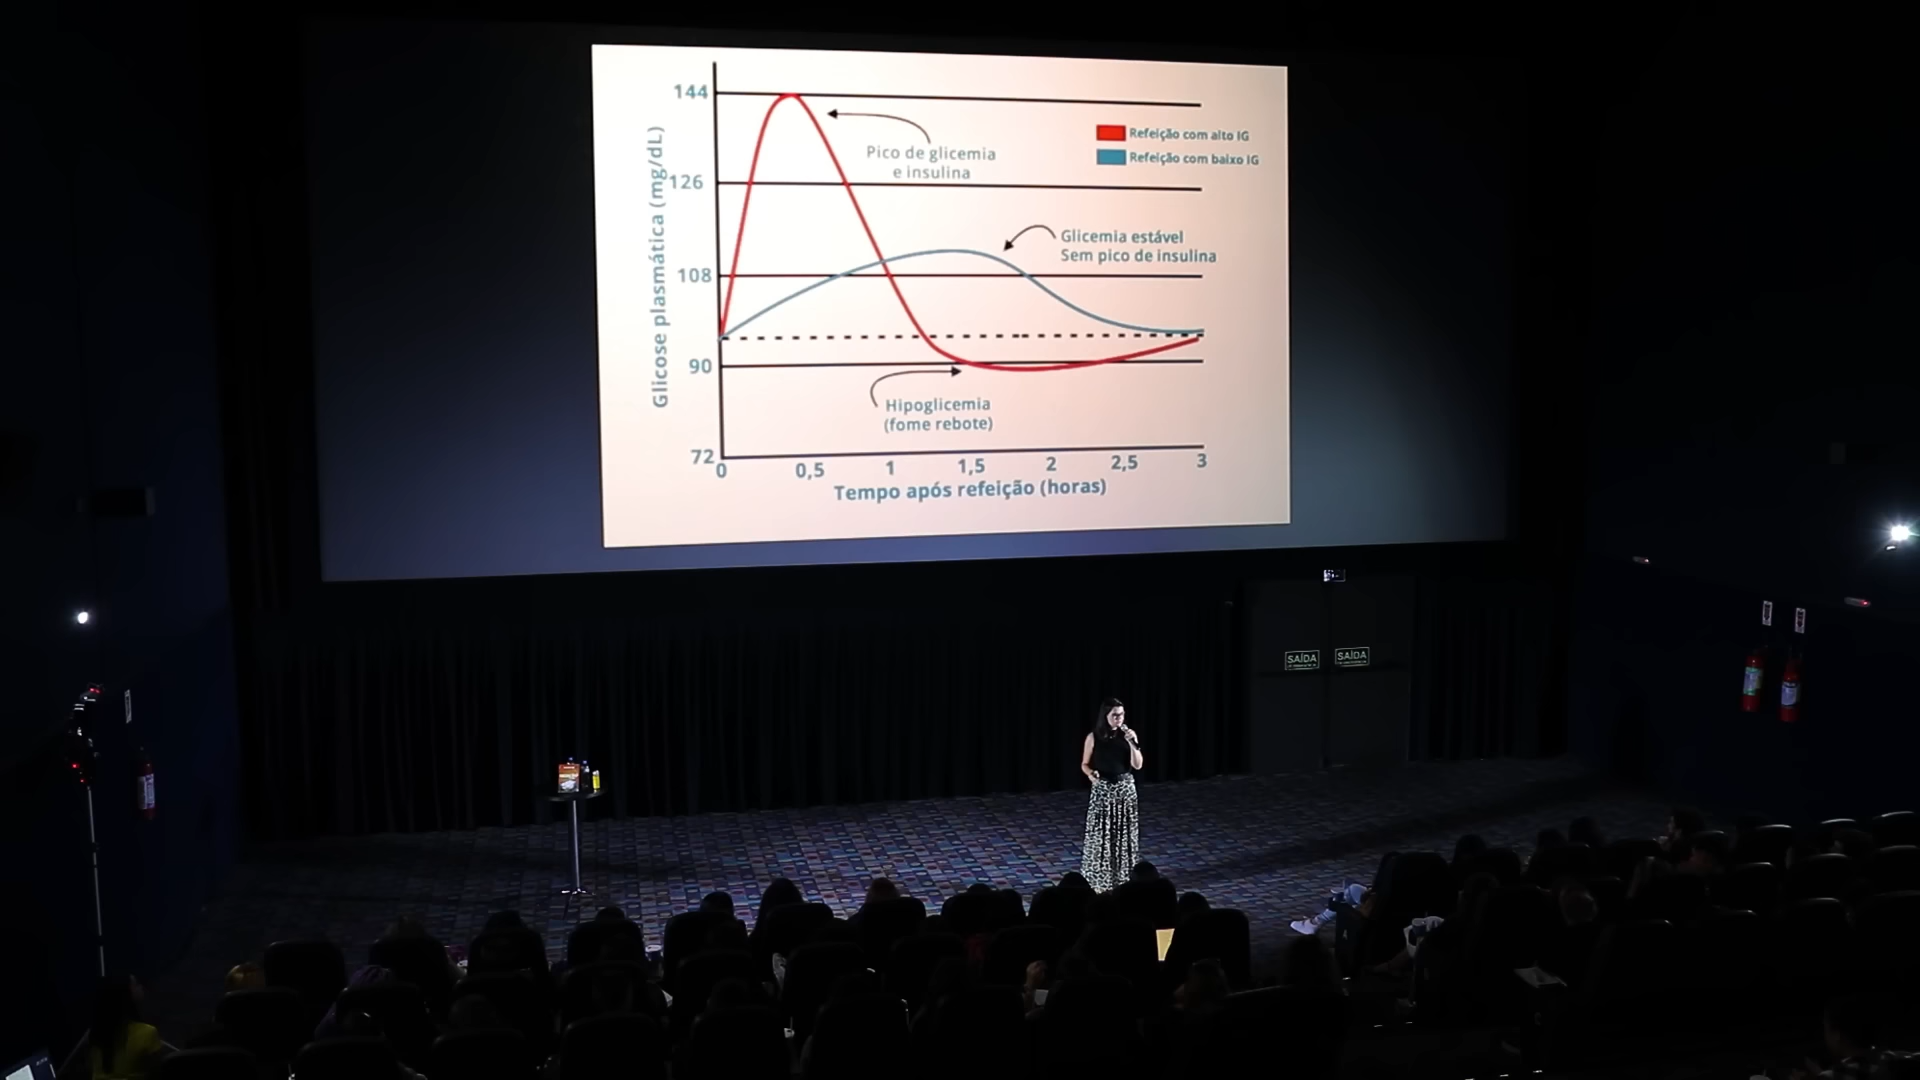 144
Refeição com alto IG
Refeição com baixo IG
Pico de glicemia
e insulina
126
Glicose plasmática (mg/dL)
Glicemia estável
Sem pico de insulina
108
90
Hipoglicemia
(fome rebote)
72
0 0,5 1 1,5 2 2,5 3
Tempo após refeição (horas)
SAÍDA
SAÍDA